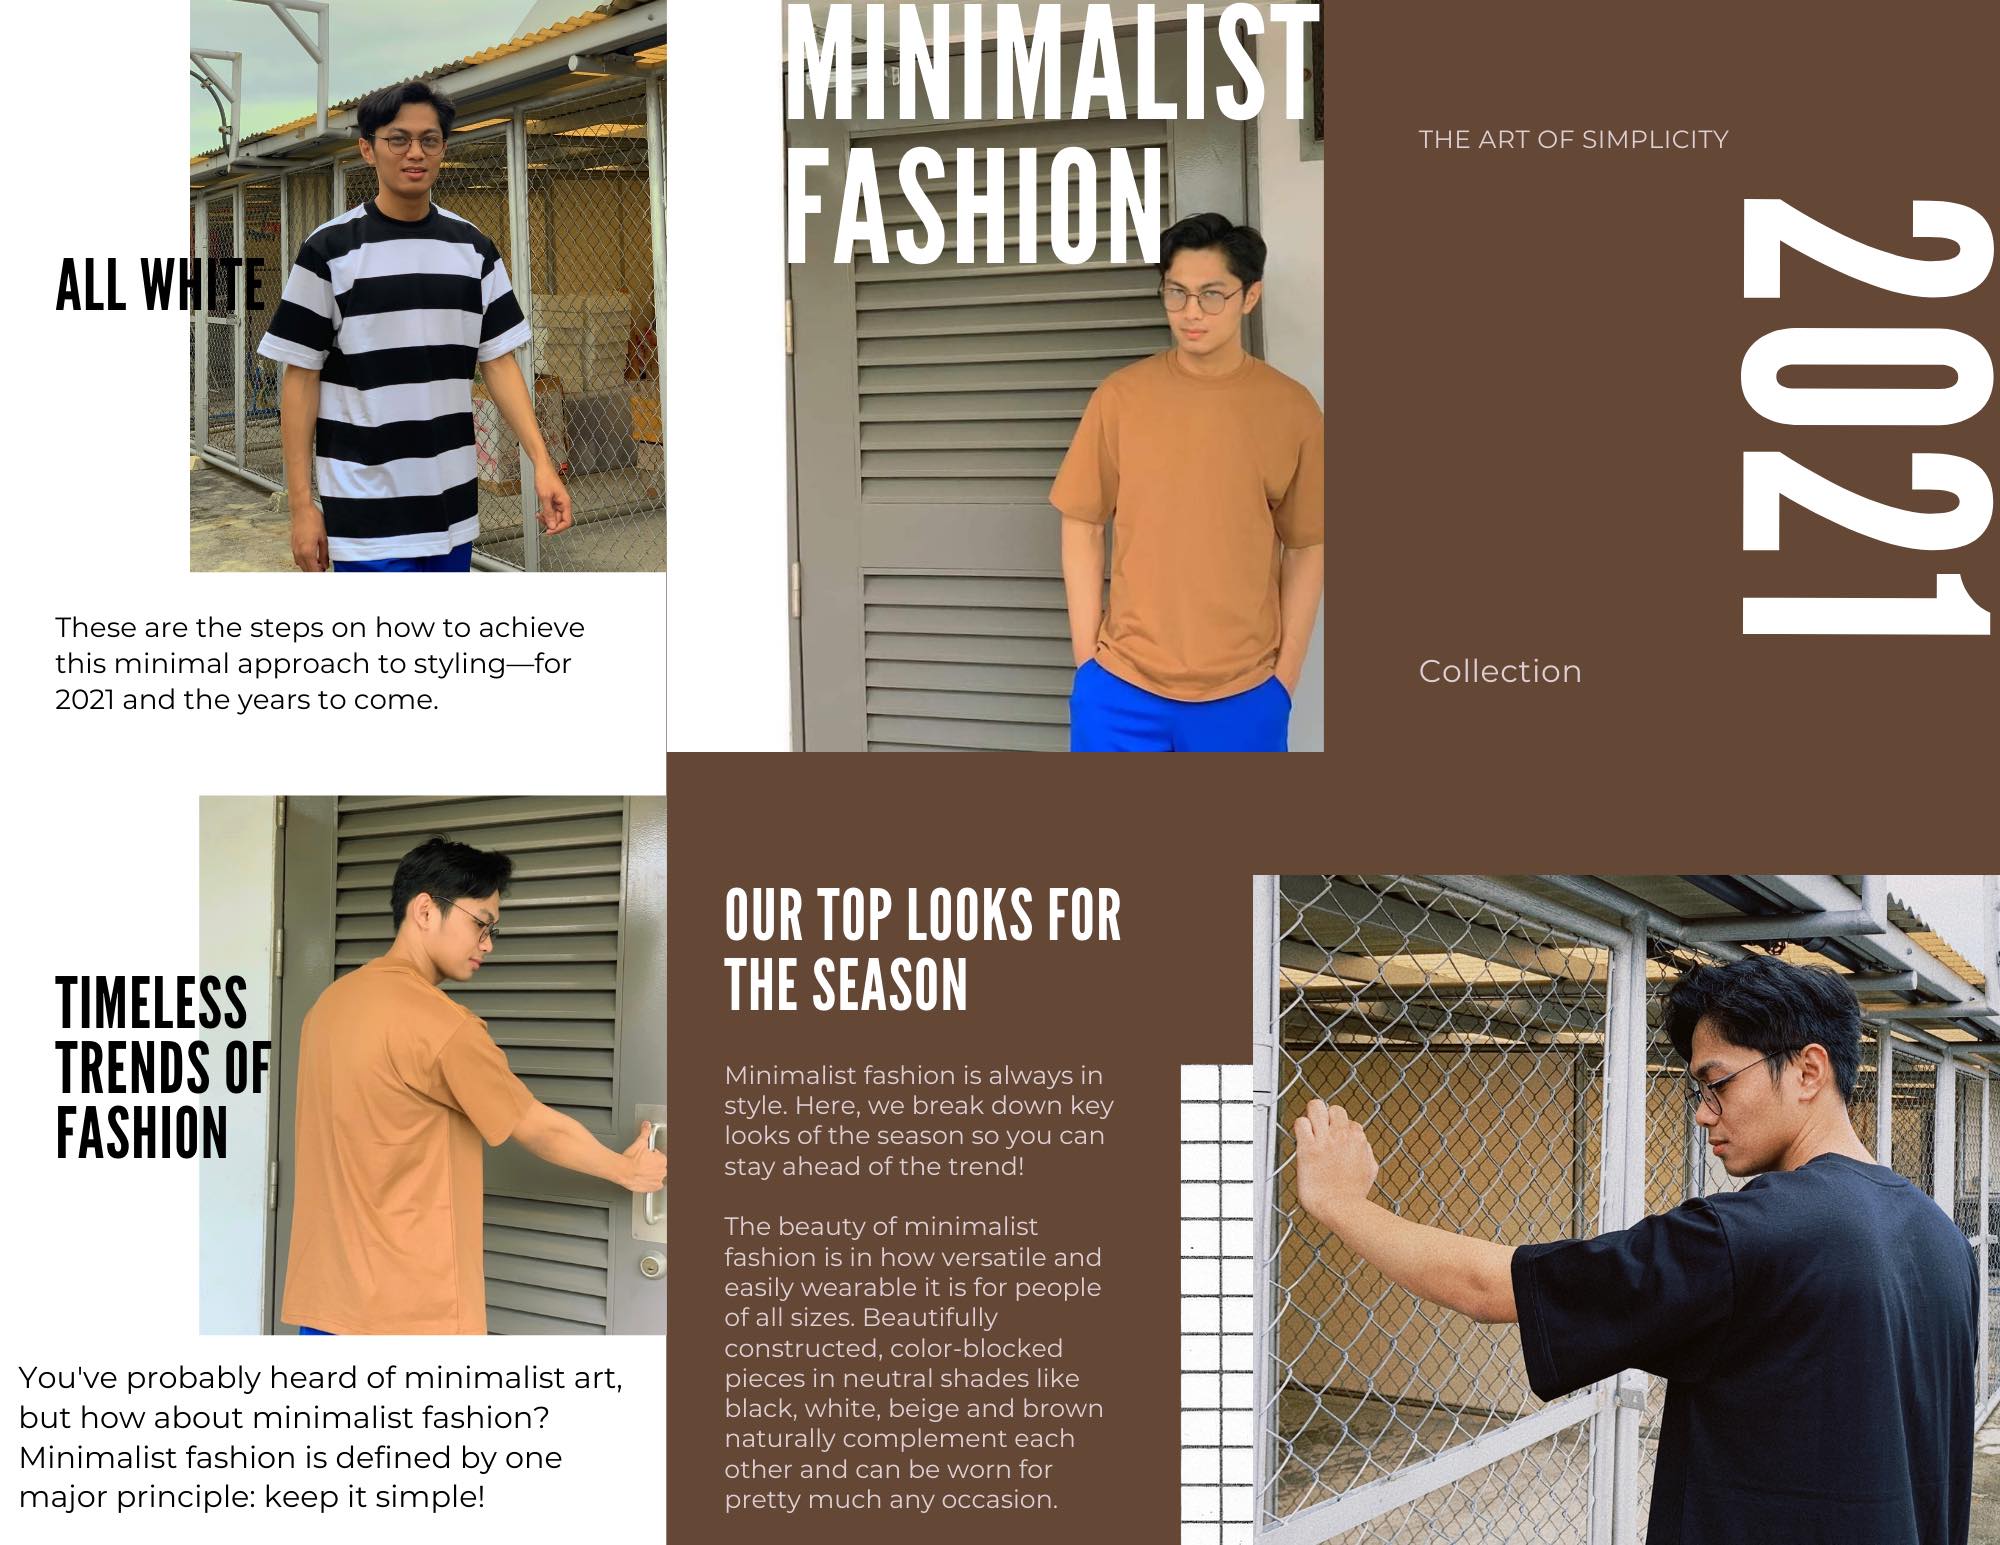 ALL WHITE
These are the steps on how to achieve
this minimal approach to styling—for
2021 and the years to come.
TIMELESS
TRENDS OF
FASHION
You've probably heard of minimalist art,
but how about minimalist fashion?
Minimalist fashion is defined by one
major principle: keep it simple!
MINIMALIST
FASHION
THE ART OF SIMPLICITY
2021
Collection
OUR TOP LOOKS FOR
THE SEASON
Minimalist fashion is always in
style. Here, we break down key
looks of the season so you can
stay ahead of the trend!
The beauty of minimalist
fashion is in how versatile and
easily wearable it is for people
of all sizes. Beautifully
constructed, color-blocked
pieces in neutral shades like
black, white, beige and brown
naturally complement each
other and can be worn for
pretty much any occasion.